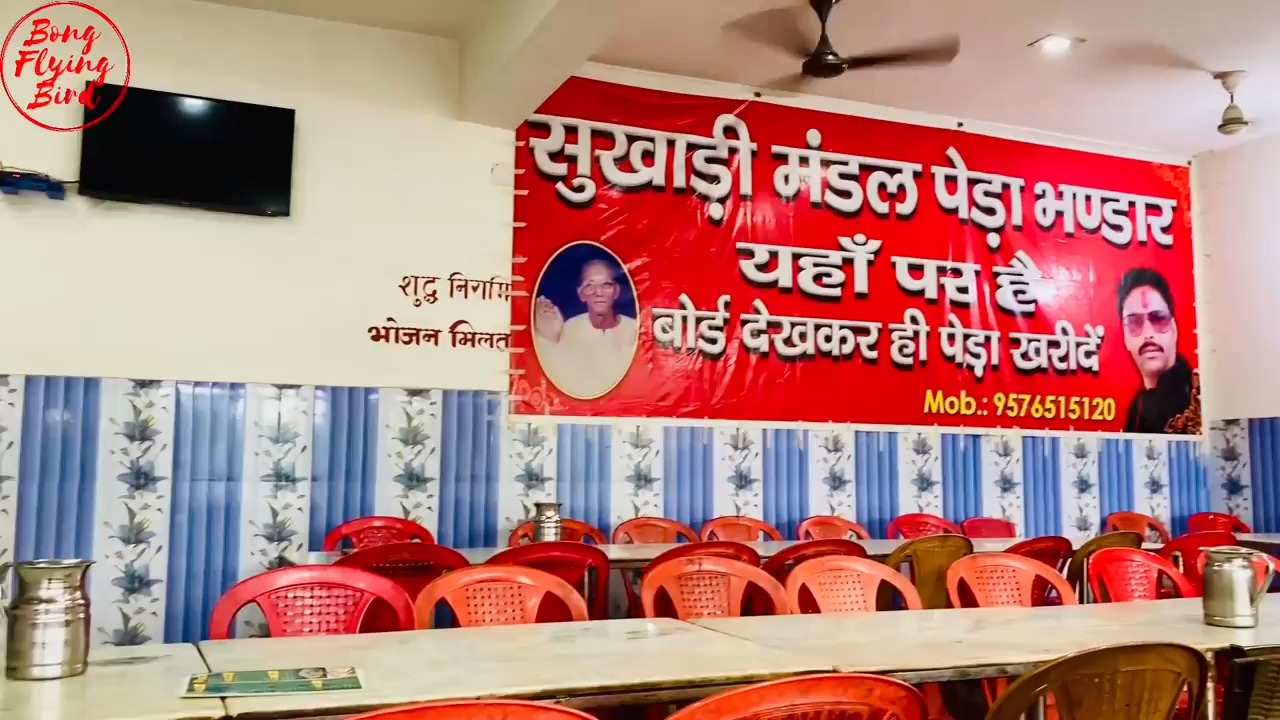 Bong
Flying
Bird
सुखाड़ी मंडल पेड़ा भण्डार
यहाँ पर है
बोर्ड देखकर ही पेड़ा खरीदें
Mob.: 9576515120
शुद्ध
भोजन